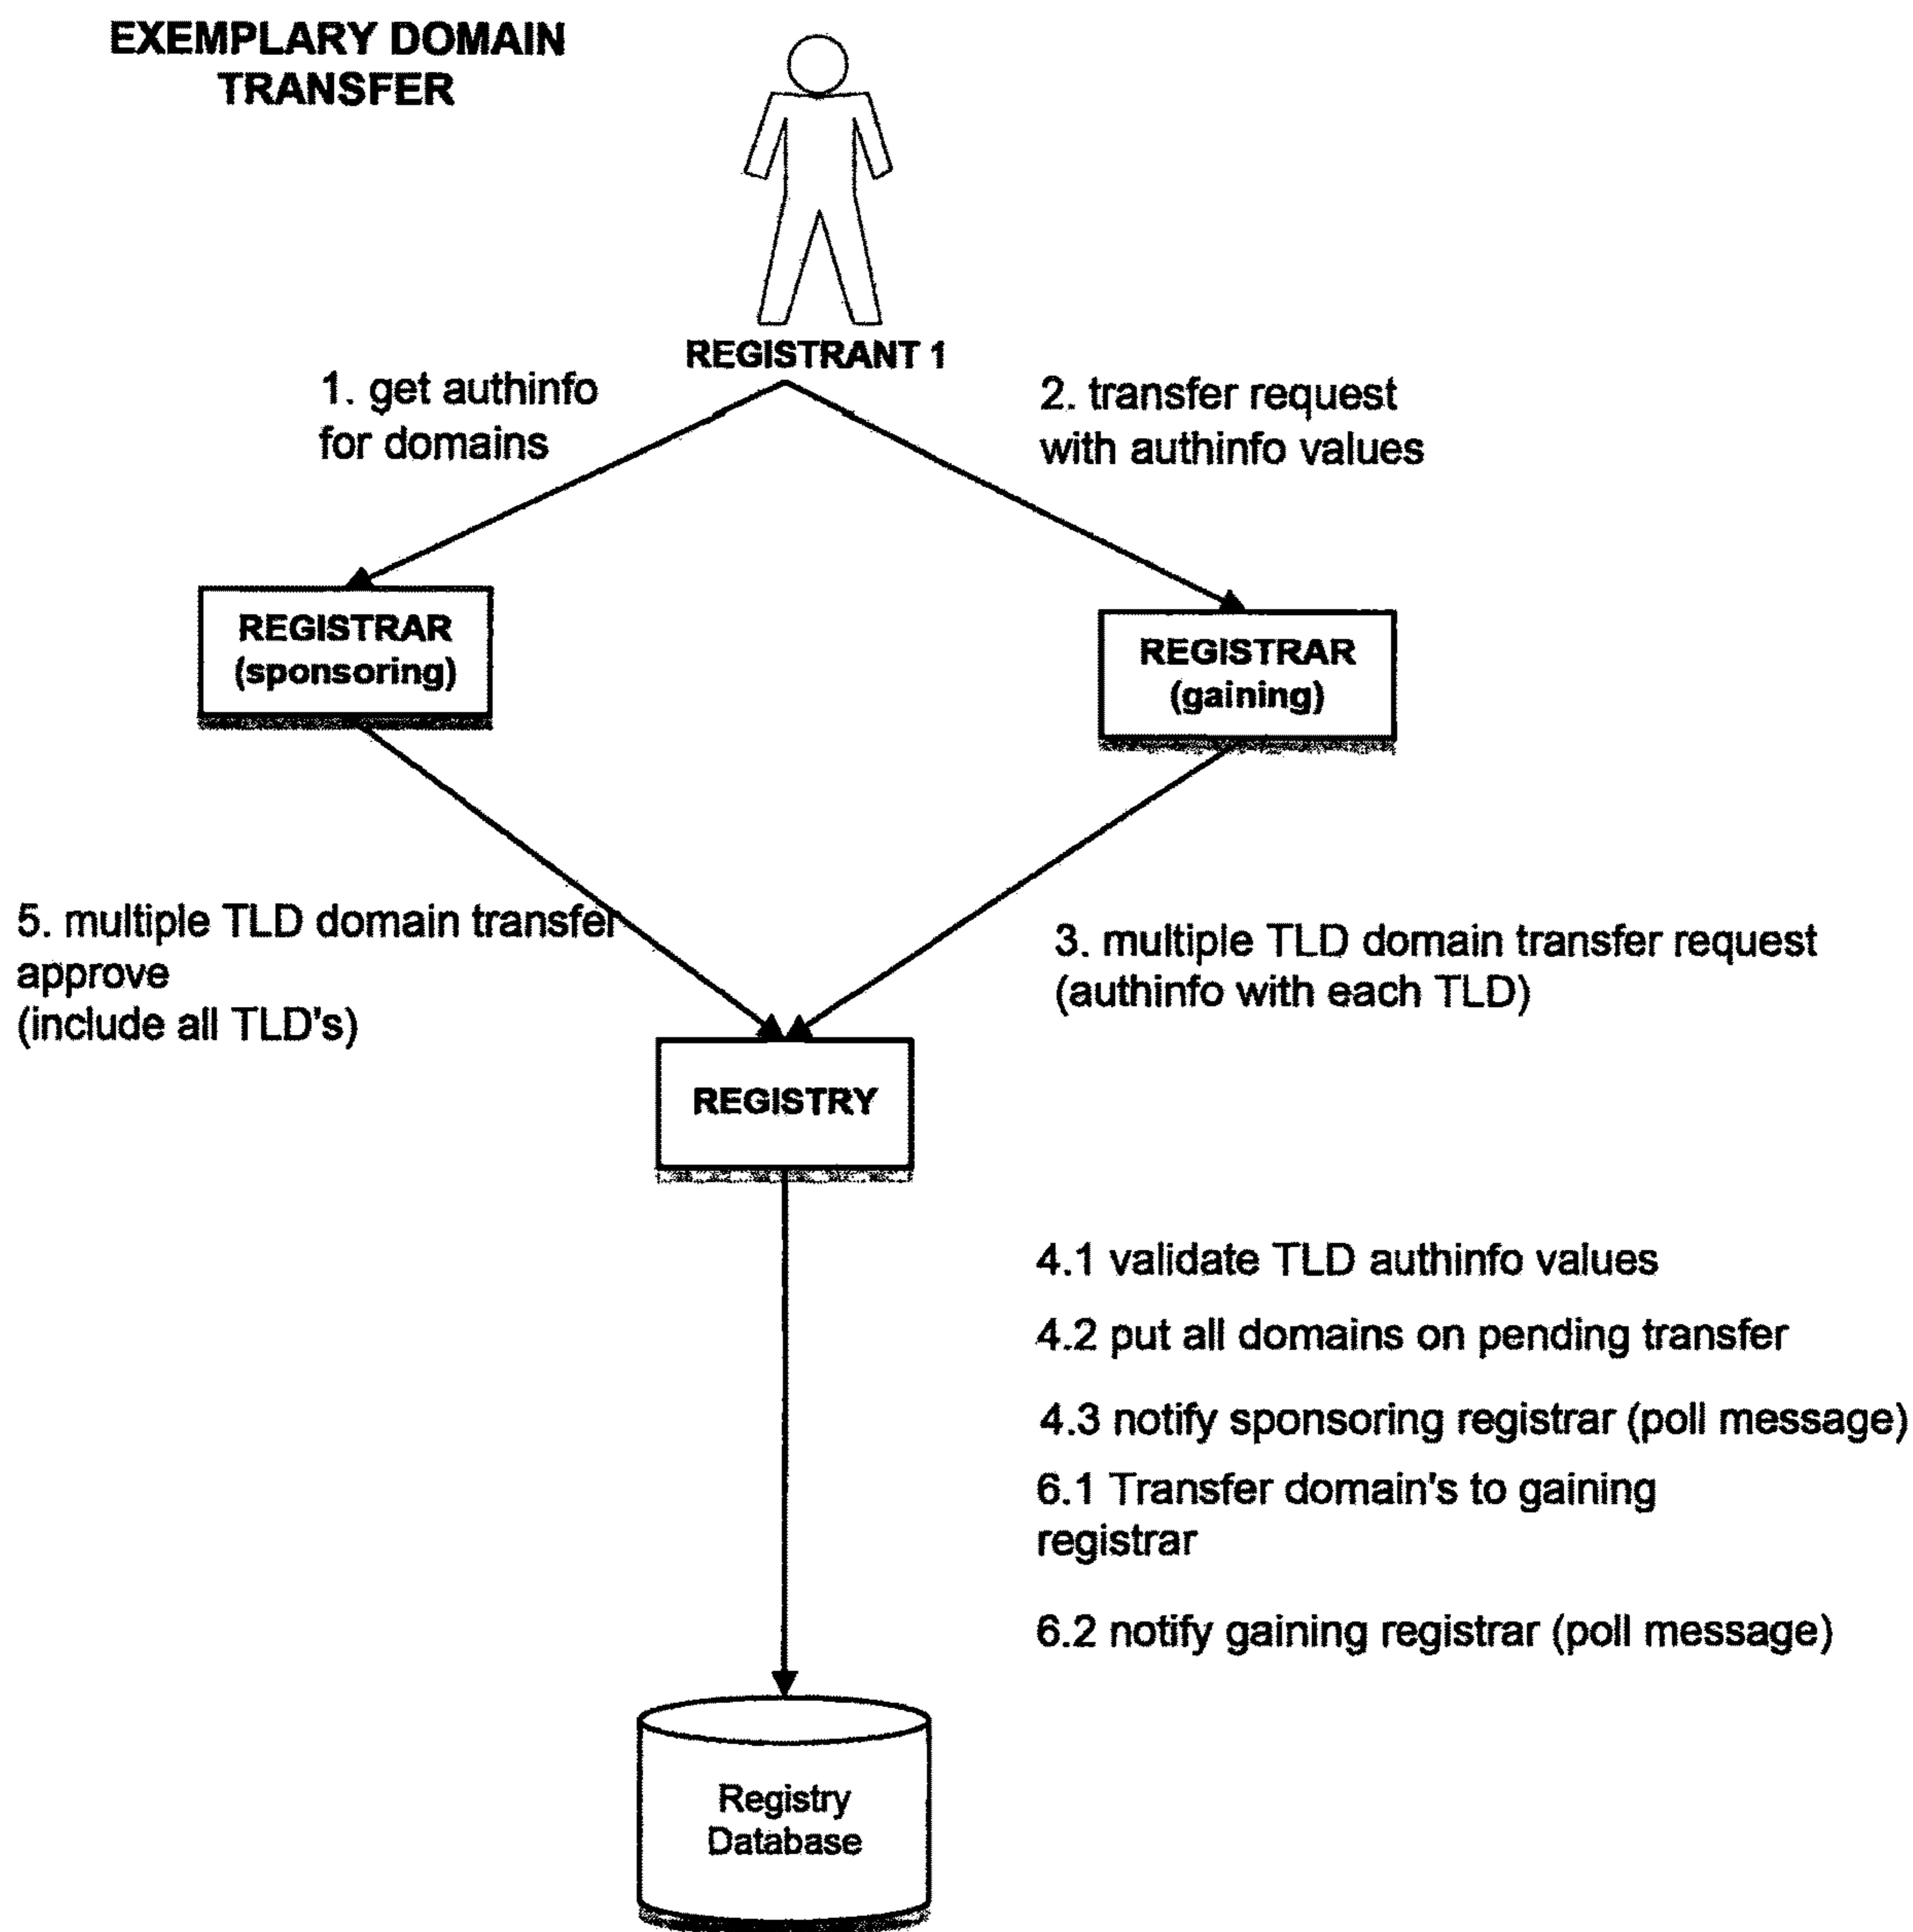 EXEMPLARY DOMAIN
TRANSFER
REGISTRANT 1
1. get authinfo
for domains
2. transfer request
with authinfo values
REGISTRAR
(sponsoring)
REGISTRAR
(gaining)
5. multiple TLD domain transfer
approve
(include all TLD's)
3. multiple TLD domain transfer request
(authinfo with each TLD)
REGISTRY
4.1 validate TLD authinfo values
4.2 put all domains on pending transfer
4.3 notify sponsoring registrar (poll message)
6.1 Transfer domain's to gaining
registrar
6.2 notify gaining registrar (poll message)
Registry
Database